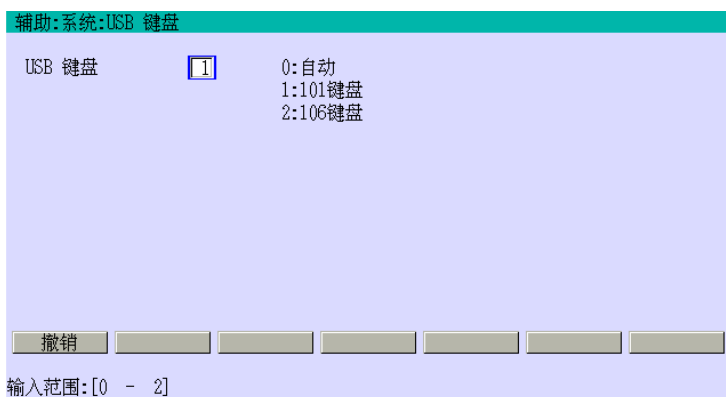 辅助:系统:USB 键盘
USB 键盘 1 0:自动
1:101键盘
2:106键盘
撤销
输入范围:[0 - 2]